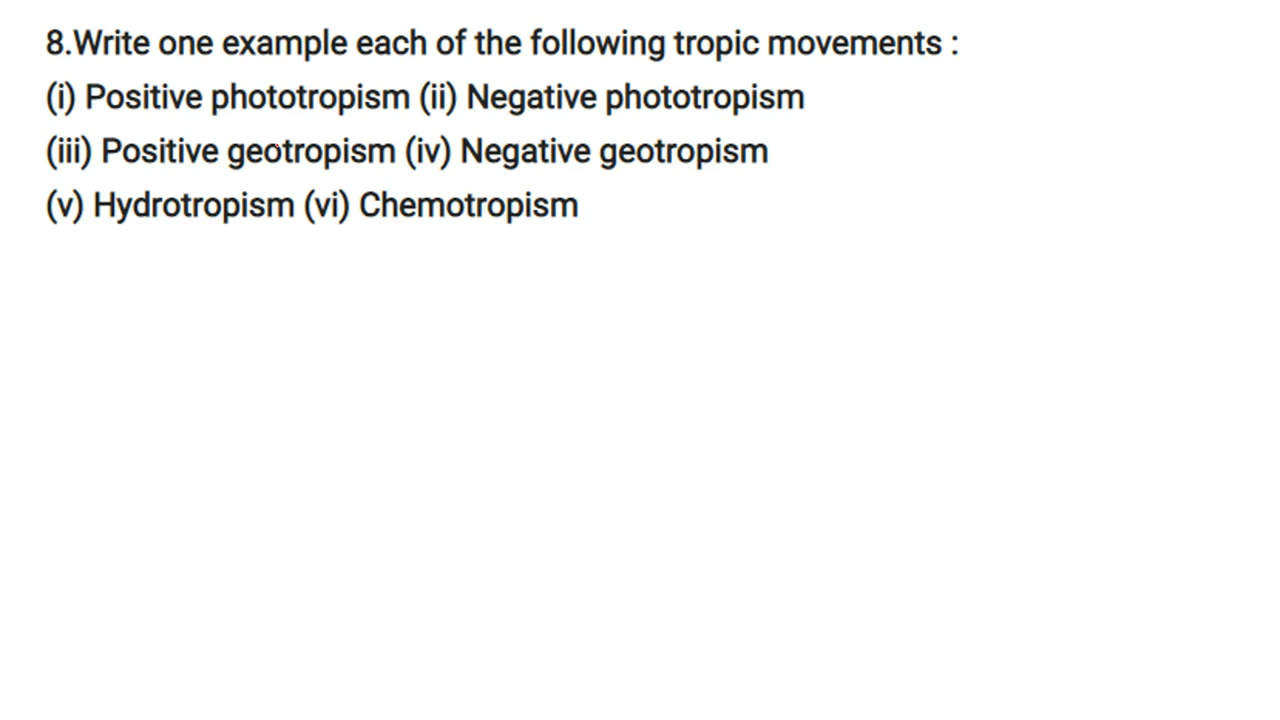 8.Write one example each of the following tropic movements :
(i) Positive phototropism (ii) Negative phototropism
(iii) Positive geotropism (iv) Negative geotropism
(v) Hydrotropism (vi) Chemotropism